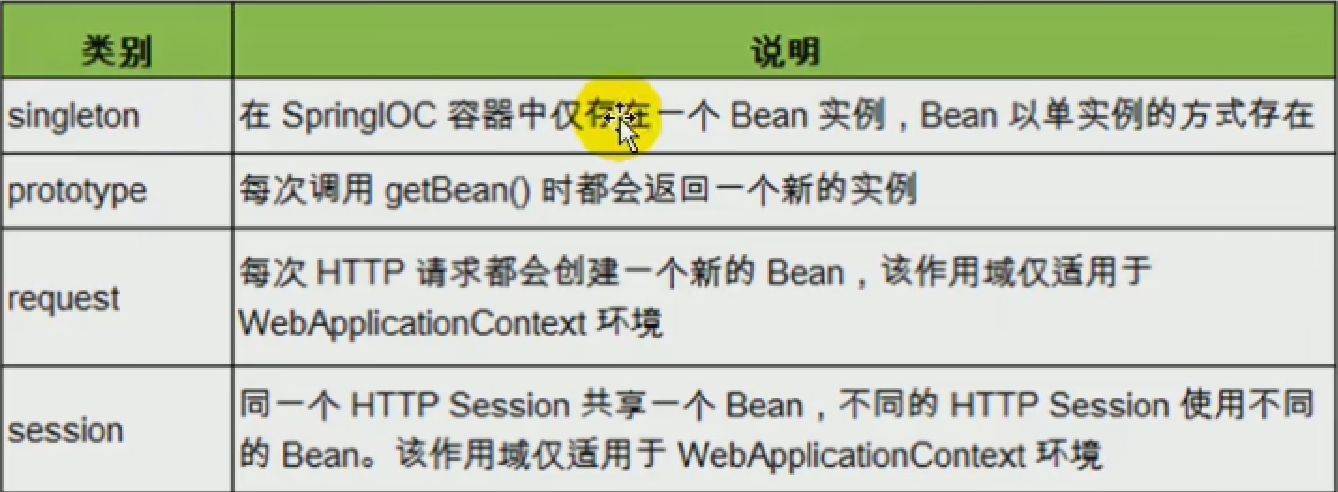 类别
说明
singleton
在 SpringIOC 容器中仅存在一个 Bean 实例，Bean 以单实例的方式存在
prototype
每次调用 getBean() 时都会返回一个新的实例
request
每次 HTTP 请求都会创建一个新的 Bean，该作用域仅适用于
WebApplicationContext 环境
session
同一个 HTTP Session 共享一个 Bean，不同的 HTTP Session 使用不同
的 Bean。该作用域仅适用于 WebApplicationContext 环境